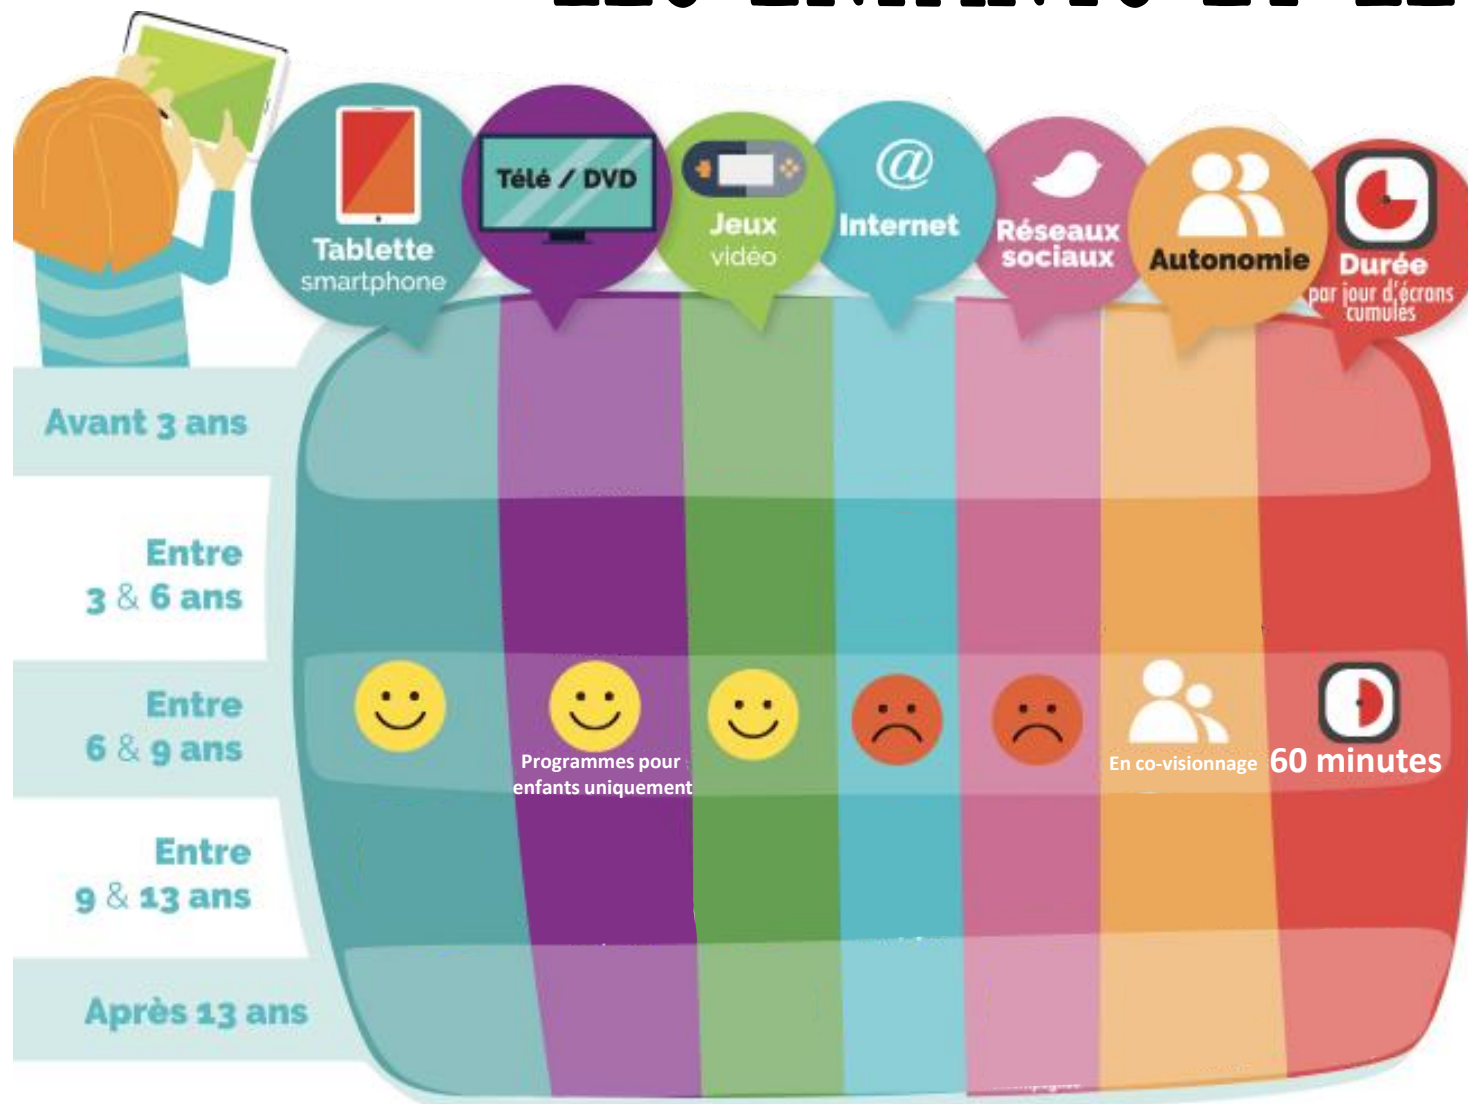 Tablette
smartphone
Télé / DVD
Jeux
vidéo
@
Internet
Réseaux
sociaux
Autonomie
Durée
par jour d'écrans
cumulés
Avant 3 ans
Entre
3 & 6 ans
Entre
6 & 9 ans
Programmes pour
enfants uniquement
En co-visionnage
60 minutes
Entre
9 & 13 ans
Après 13 ans